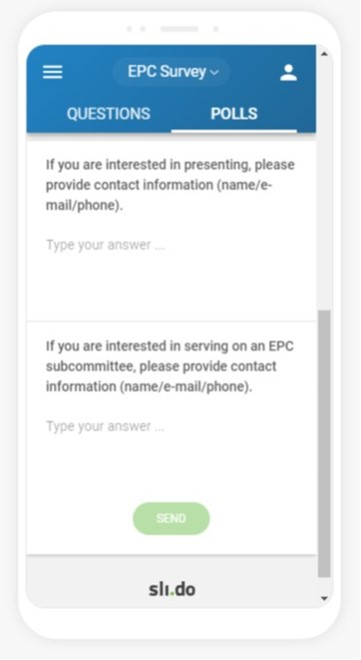 EPC Survey
QUESTIONS POLLS
If you are interested in presenting, please
provide contact information (name/e-
mail/phone).
Type your answer ...
If you are interested in serving on an EPC
subcommittee, please provide contact
information (name/e-mail/phone).
Type your answer ...
SEND
sli.do